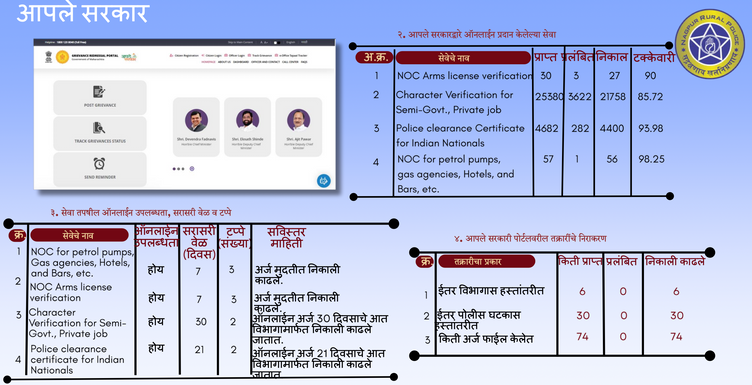 आपले सरकार
GRIEVANCE REDRESSAL PORTAL
POST GRIEVANCE
TRACK GRIEVANCES STATUS
SEND REMINDER
Shri. Devendra Fadnavis
Shri. Eknath Shinde
Shri. Ajit Pawar
२. आपले सरकारद्वारे ऑनलाईन प्रदान केलेल्या सेवा
NAGPUR RURAL POLICE
अ.क्र. सेवेचे नाव प्राप्त प्रलंबित निकाल टक्केवारी
1 NOC Arms license verification 30 3 27 90
2 Character Verification for Semi-Govt., Private job 25380 3622 21758 85.72
3 Police clearance Certificate for Indian Nationals 4682 282 4400 93.98
4 NOC for petrol pumps, gas agencies, Hotels, and Bars, etc. 57 1 56 98.25
३. सेवा तपशील ऑनलाईन उपलब्धता, सरासरी वेळ व टप्पे
क्र. सेवेचे नाव ऑनलाईन उपलब्धता सरासरी वेळ (दिवस) टप्पे (संख्या) सविस्तर माहिती
1 NOC for petrol pumps, Gas agencies, Hotels, and Bars, etc. होय 7 3 अर्ज मुदतीत निकाली काढले.
2 NOC Arms license verification होय 7 3 अर्ज मुदतीत निकाली काढले.
3 Character Verification for Semi-Govt., Private job होय 30 2 ऑनलाईन अर्ज 30 दिवसाचे आत विभागामार्फत निकाली काढले जातात.
4 Police clearance certificate for Indian Nationals होय 21 2 ऑनलाईन अर्ज 21 दिवसाचे आत विभागामार्फत निकाली काढले जातात
४. आपले सरकारी पोर्टलवरील तक्रारींचे निराकरण
क्र. तक्रारीचा प्रकार किती प्राप्त प्रलंबित निकाली काढले
1 ईतर विभागास हस्तांतरीत 6 0 6
2 ईतर पोलीस घटकास हस्तांतरीत 30 0 30
3 किती अर्ज फाईल केलेत 74 0 74